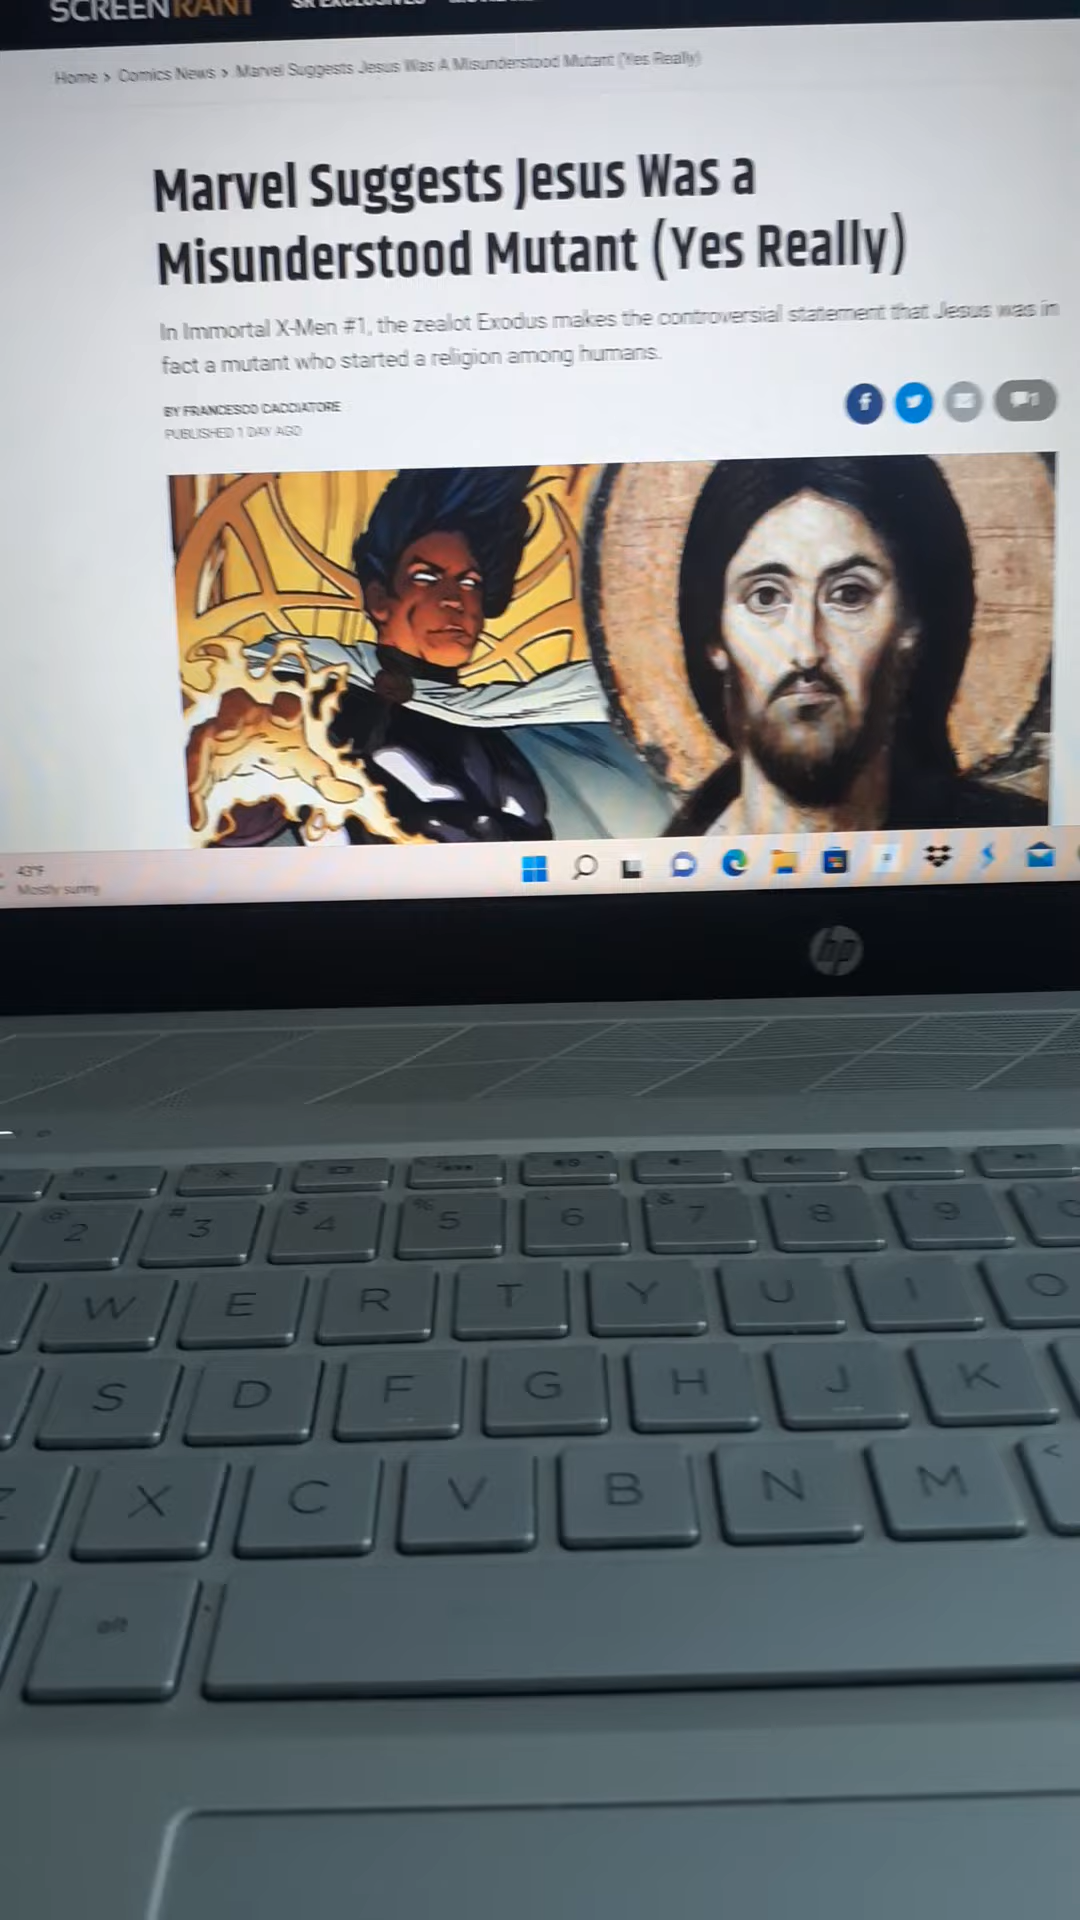 SCREENRANT
Home > Comics News > Marvel Suggests Jesus Was A Misunderstood Mutant (Yes Really)
Marvel Suggests Jesus Was a
Misunderstood Mutant (Yes Really)
In Immortal X-Men #1, the zealot Exodus makes the controversial statement that Jesus was in
fact a mutant who started a religion among humans.
BY FRANCESCO CACCIATORE
PUBLISHED 1 DAY AGO
43°F
Mostly sunny
hp
@ 2 # 3 $ 4 % 5 6 & 7 8 9
W E R T Y U I O
S D F G H J K
X C V B N M <
alt